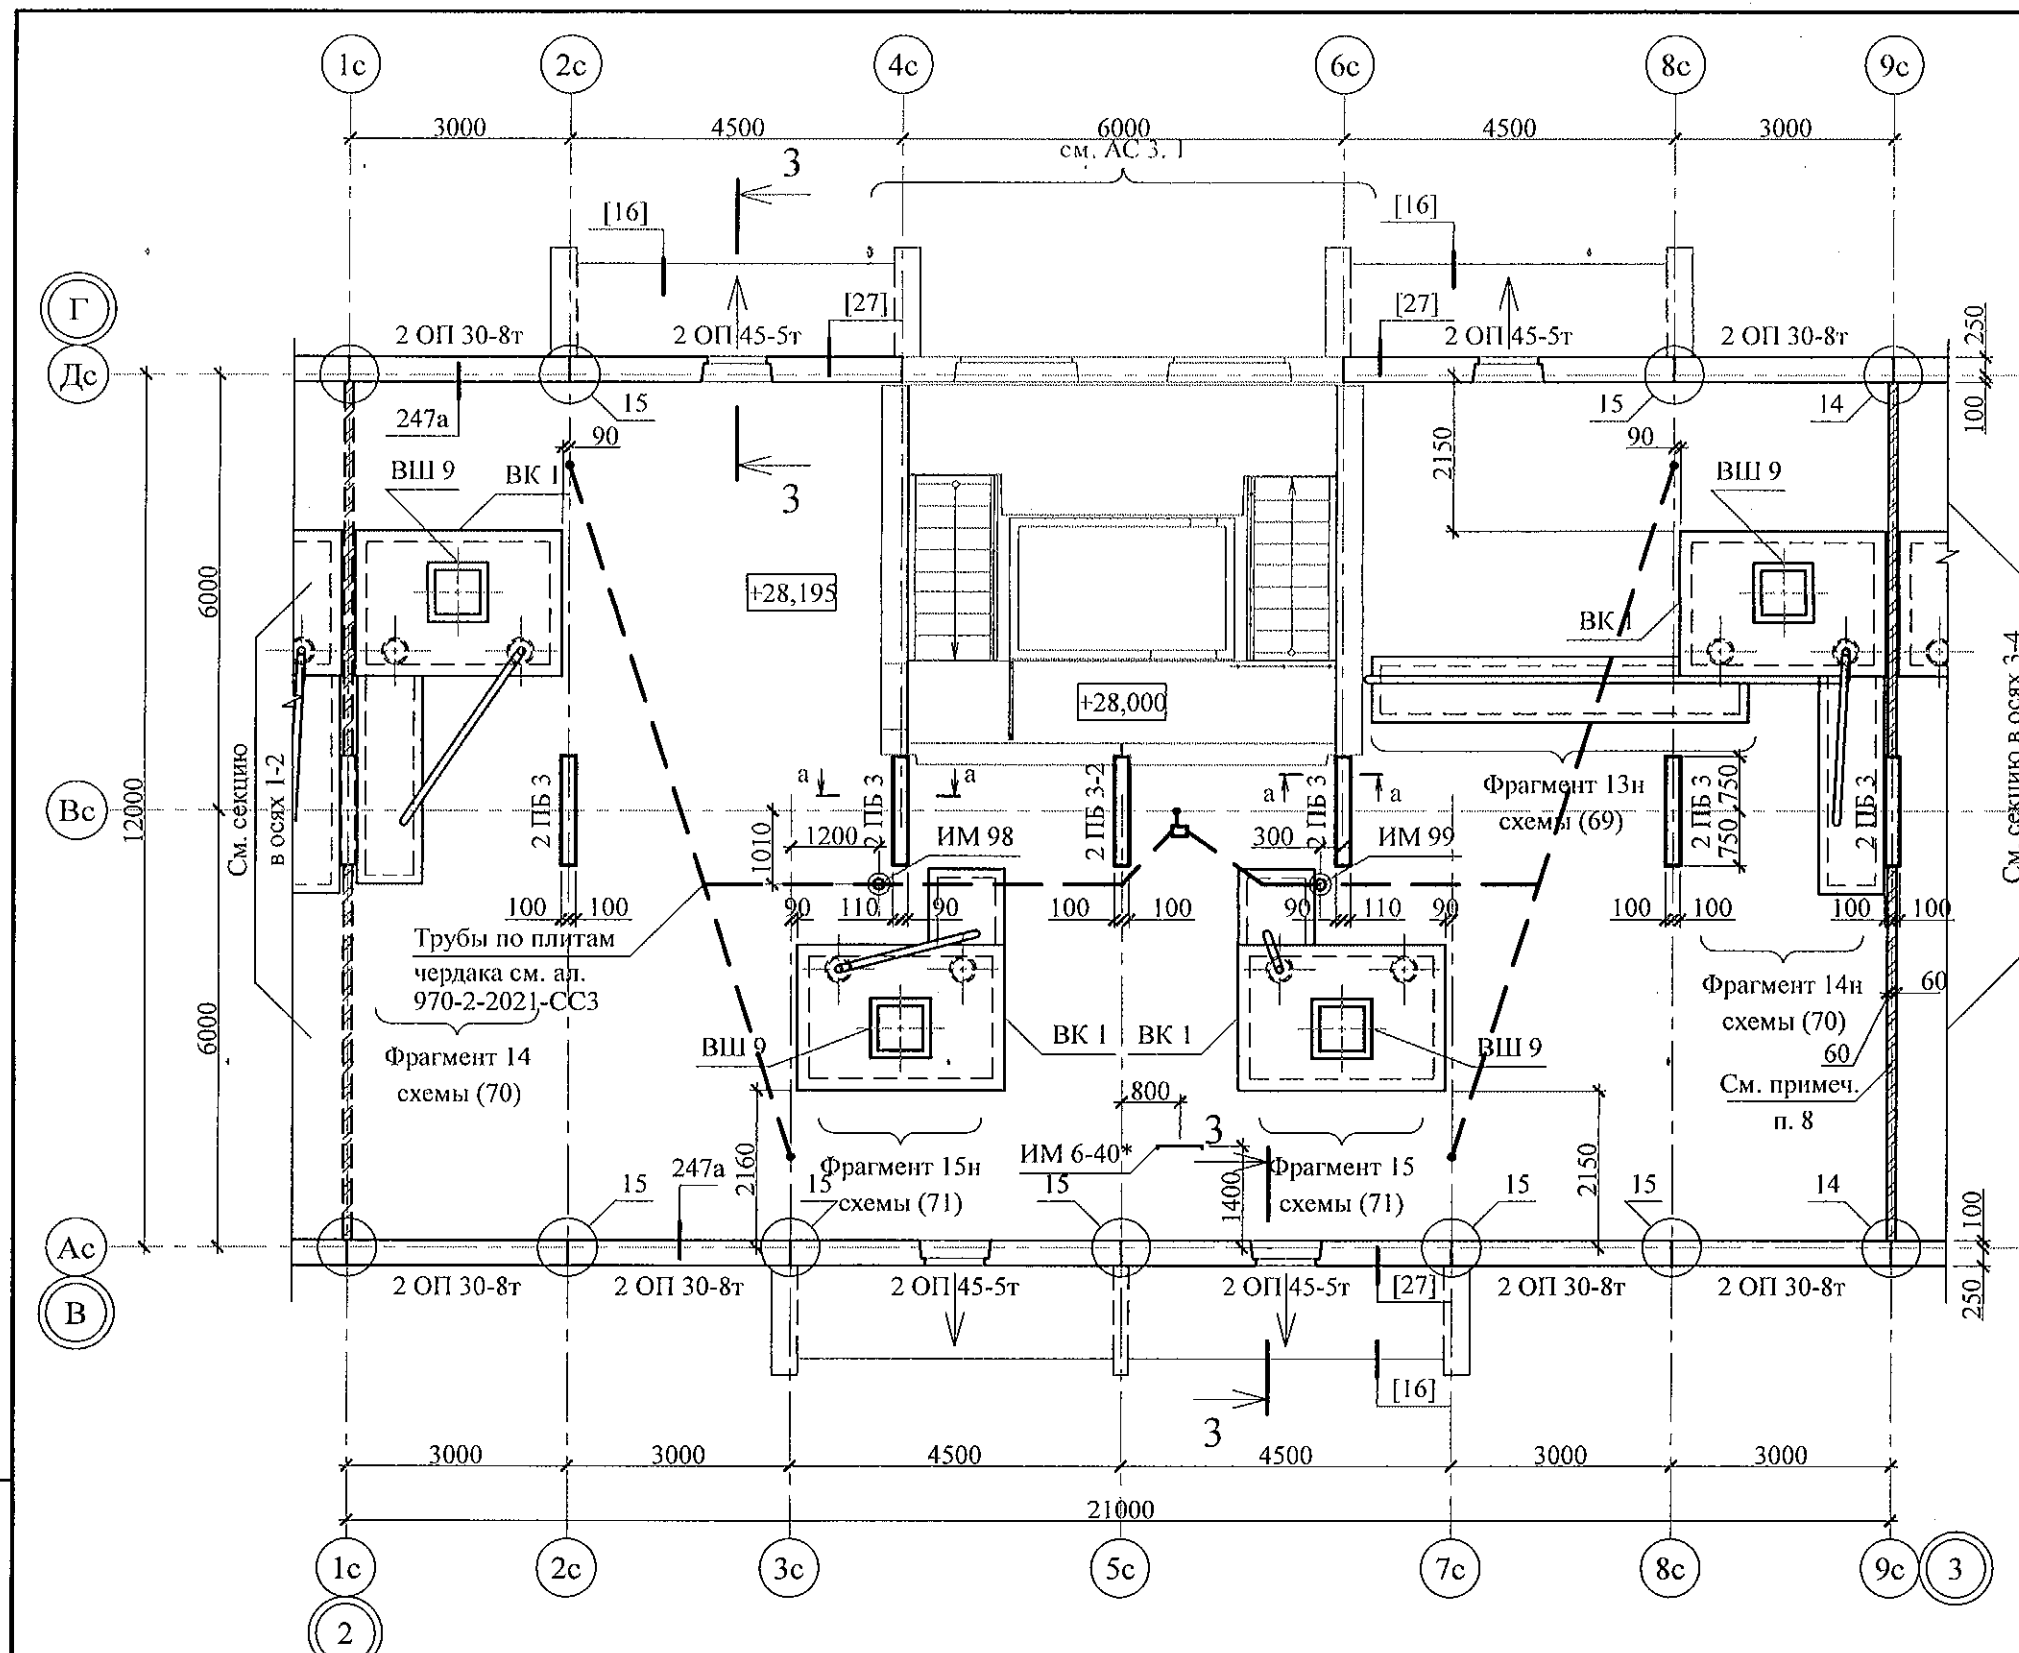 1с 2с 4с 6с 8с 9с
3000 4500 6000 4500 3000
см. АС 3. 1
3
[16] [16]
[27] [27]
Г
2 ОП 30-8т 2 ОП 45-5т 2 ОП 45-5т 2 ОП 30-8т
250
Дс
247а 15 15 14
100
90 90
2150
ВШ 9 ВК 1 3 ВШ 9
6000
+28,195
ВК 1
+28,000
См. секцию
в осях 1-2
См. секцию в осях 3-4
12000
Вс
2 ПБ 3 2 ПБ 3 2 ПБ 3-2 2 ПБ 3 2 ПБ 3 2 ПБ 3
а а а а
Фрагмент 13н
схемы (69)
750 750
1010 1200 ИМ 98 300 ИМ 99
100 100 90 110 90 100 100 90 110 90 100 100 100 100
Трубы по плитам
чердака см. ал.
970-2-2021-СС3
Фрагмент 14
схемы (70)
Фрагмент 14н
схемы (70)
60
60
См. примеч.
п. 8
6000
ВШ 9 ВК 1 ВК 1 ВШ 9
800
ИМ 6-40*
3
1400
2160
2150
Фрагмент 15н
схемы (71)
Фрагмент 15
схемы (71)
15 247а 15 15 15 15 14
100
Ас
В
2 ОП 30-8т 2 ОП 30-8т 2 ОП 45-5т 2 ОП 45-5т [27] 2 ОП 30-8т 2 ОП 30-8т
250
[16]
3
3000 3000 4500 4500 3000 3000
21000
1с 2с 3с 5с 7с 8с 9с 3
2